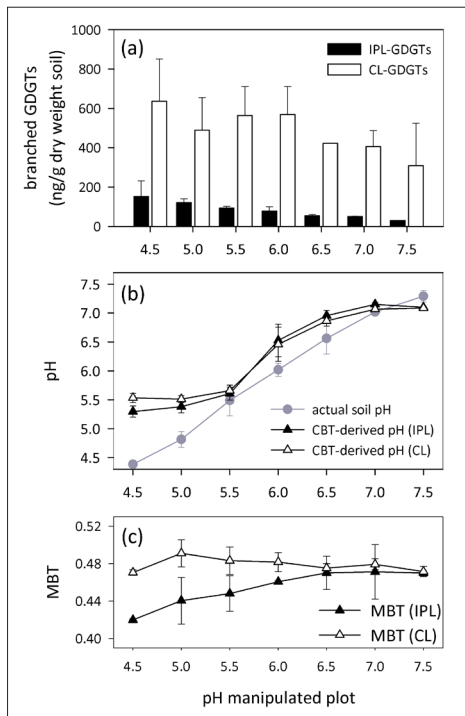 (a)
IPL-GDGTs
CL-GDGTs
branched GDGTs
(ng/g dry weight soil)
1000
800
600
400
200
0
4.5 5.0 5.5 6.0 6.5 7.0 7.5
(b)
pH
7.5
7.0
6.5
6.0
5.5
5.0
4.5
actual soil pH
CBT-derived pH (IPL)
CBT-derived pH (CL)
4.5 5.0 5.5 6.0 6.5 7.0 7.5
(c)
MBT
0.52
0.48
0.44
0.40
MBT (IPL)
MBT (CL)
4.5 5.0 5.5 6.0 6.5 7.0 7.5
pH manipulated plot